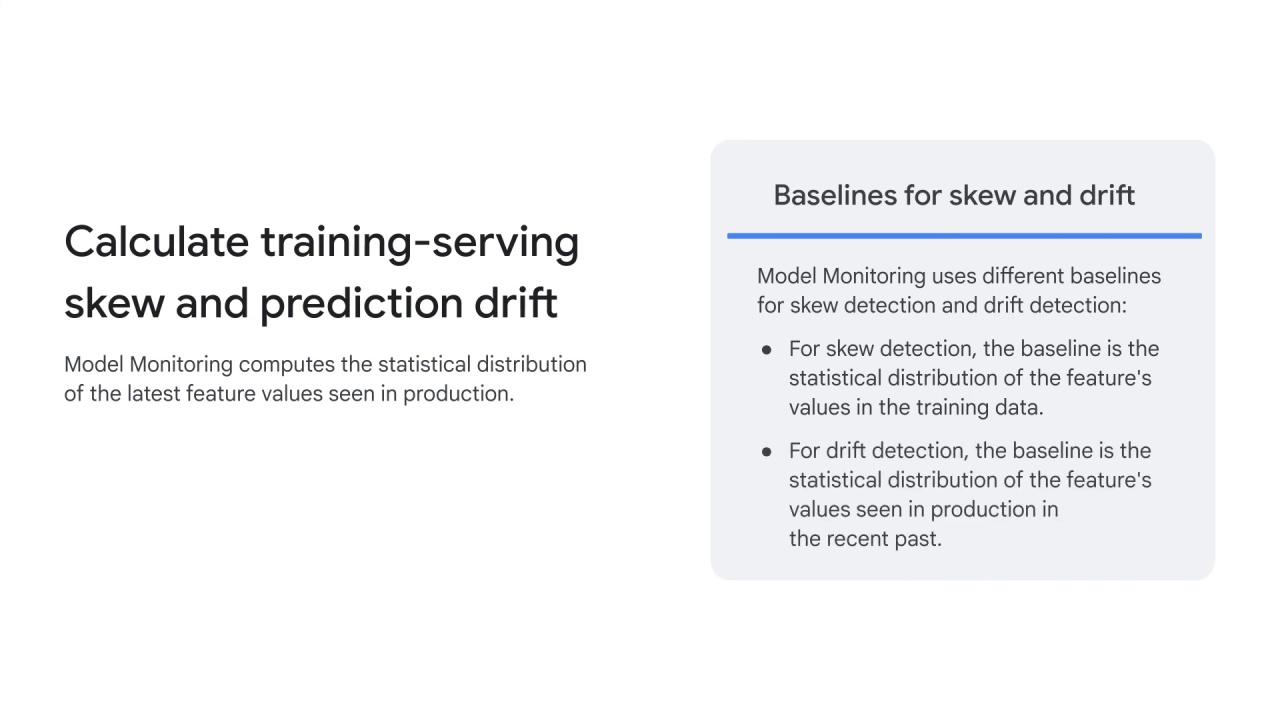 Calculate training-serving
skew and prediction drift
Model Monitoring computes the statistical distribution
of the latest feature values seen in production.
Baselines for skew and drift
Model Monitoring uses different baselines
for skew detection and drift detection:
● For skew detection, the baseline is the
statistical distribution of the feature's
values in the training data.
● For drift detection, the baseline is the
statistical distribution of the feature's
values seen in production in
the recent past.